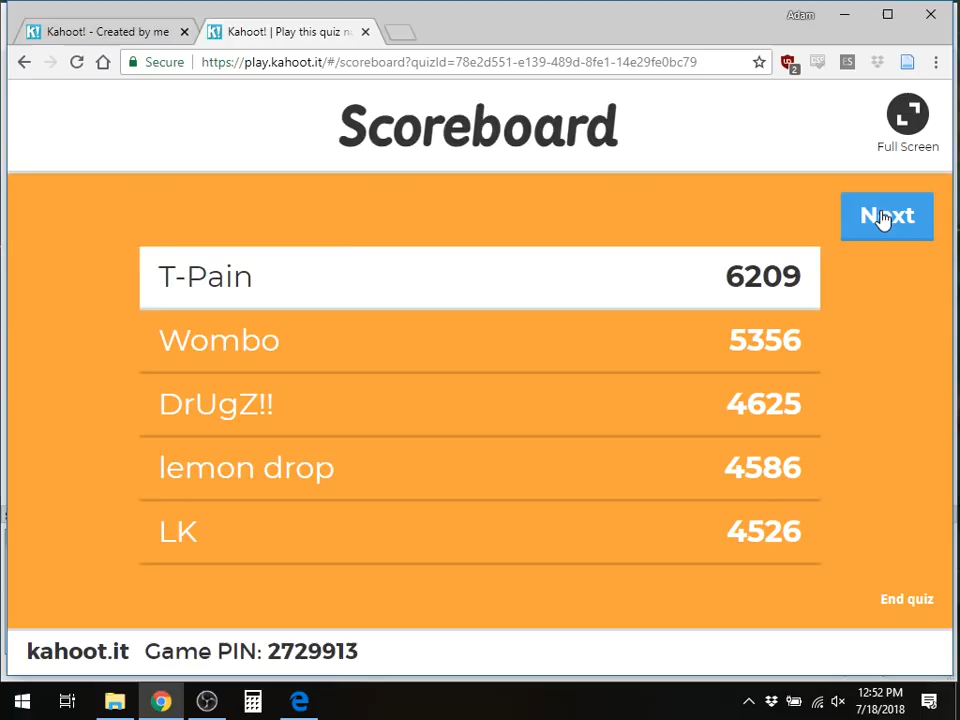 Adam
Kahoot! - Created by me
Kahoot! | Play this quiz n
Secure
https://play.kahoot.it/#/scoreboard?quizId=78e2d551-e139-489d-8fe1-14e29fe0bc79
2
ES
Scoreboard
Full Screen
Next
T-Pain 6209
Wombo 5356
DrUgZ!! 4625
lemon drop 4586
LK 4526
End quiz
kahoot.it Game PIN: 2729913
12:52 PM
7/18/2018